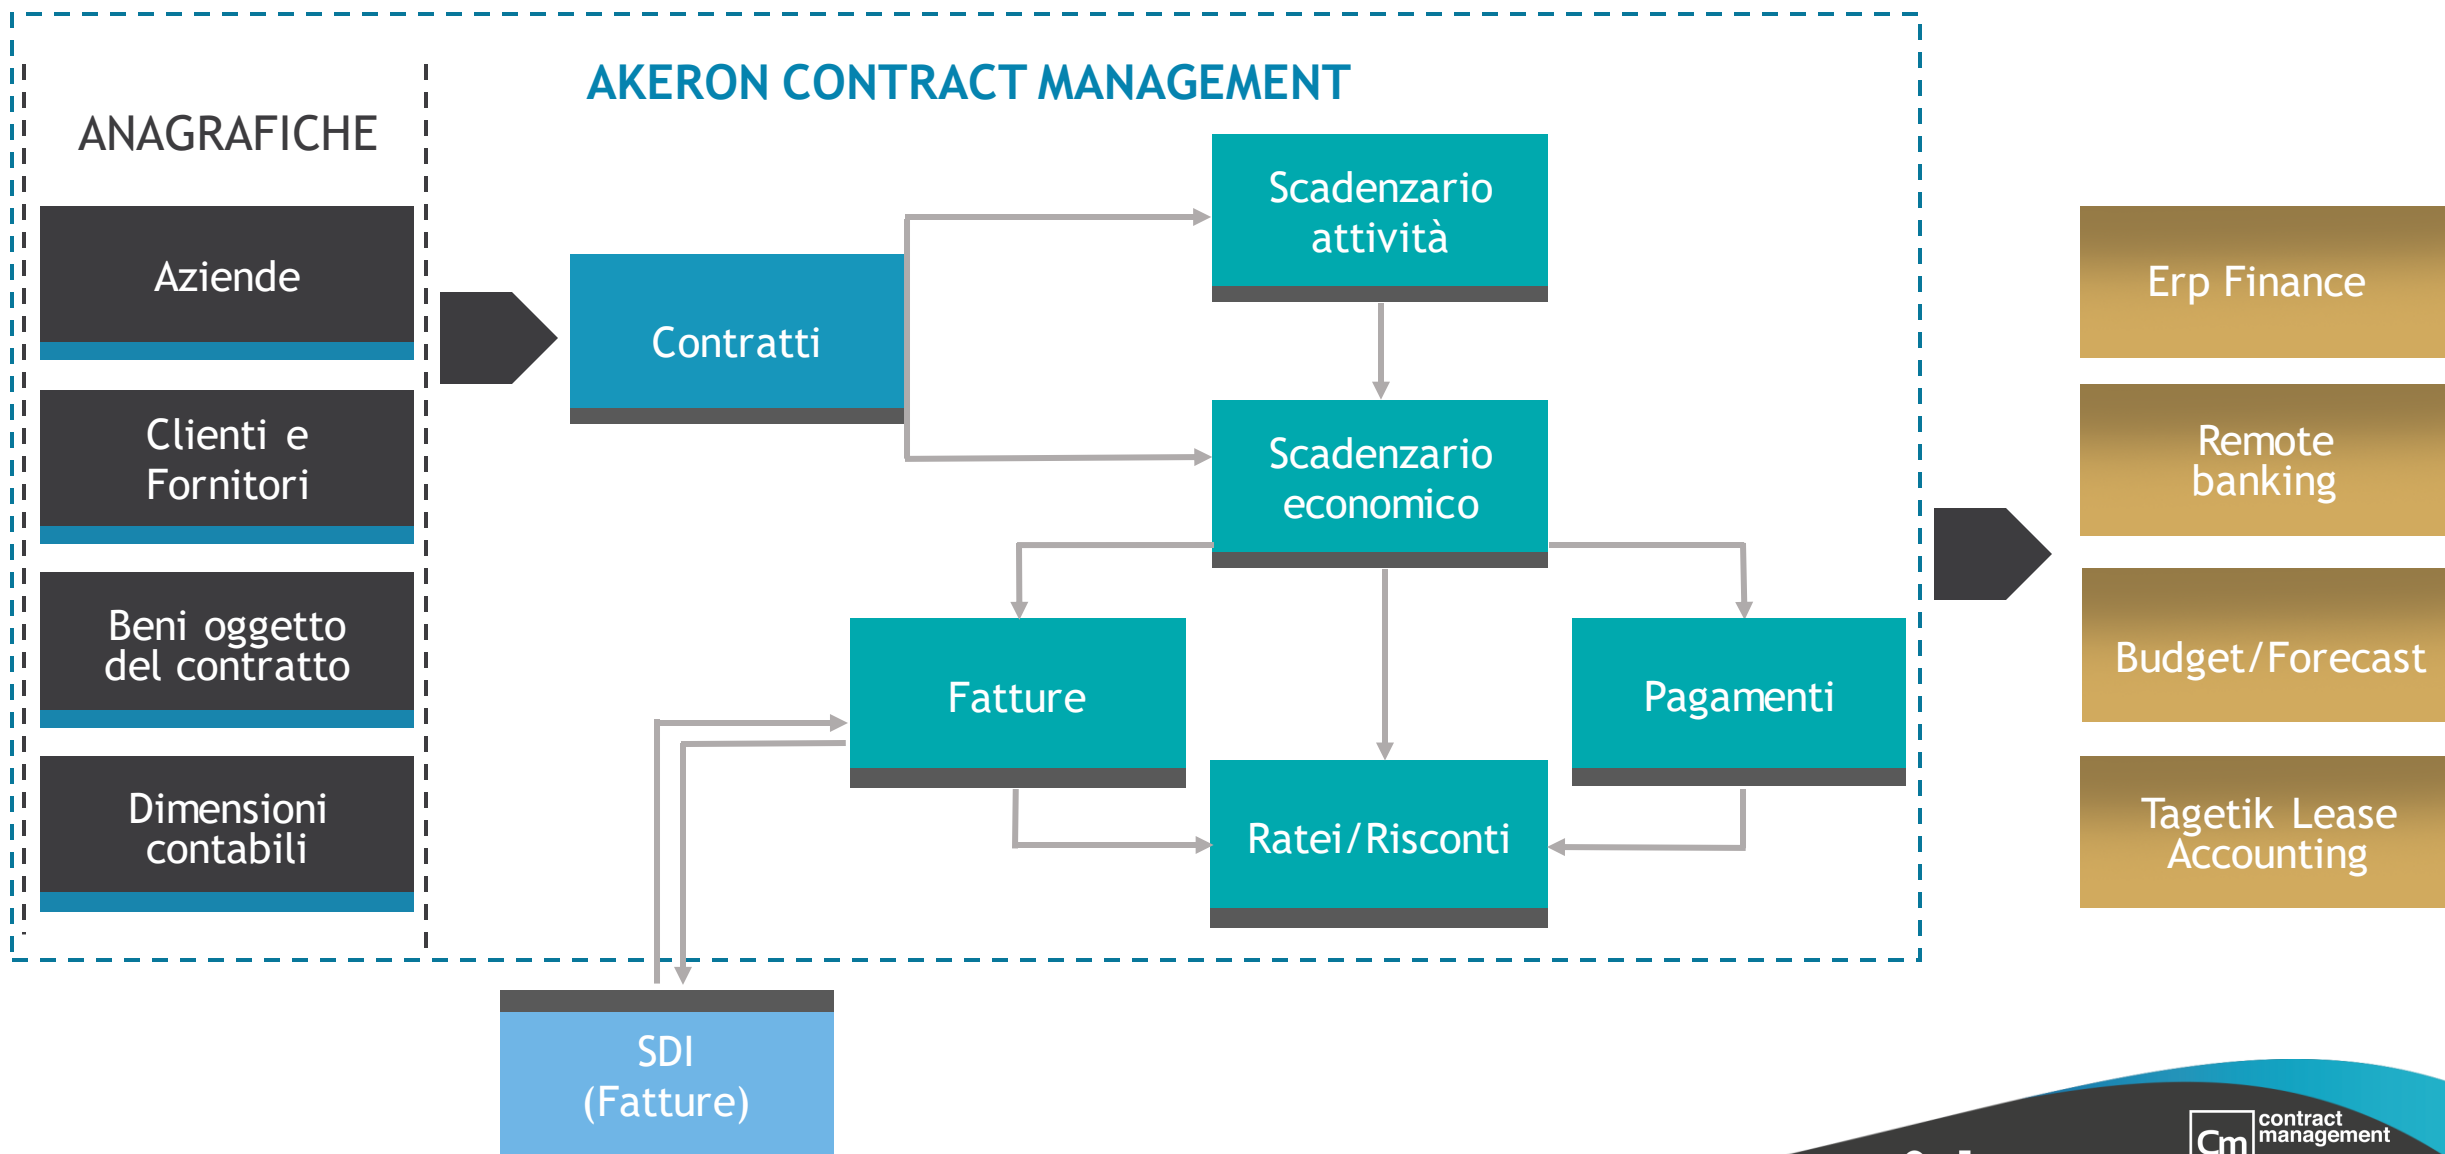 AKERON CONTRACT MANAGEMENT
ANAGRAFICHE
Aziende
Clienti e
Fornitori
Beni oggetto
del contratto
Dimensioni
contabili
Contratti
Scadenzario
attività
Scadenzario
economico
Fatture
Pagamenti
Ratei/Risconti
SDI
(Fatture)
Erp Finance
Remote
banking
Budget/Forecast
Tagetik Lease
Accounting
Cm
contract
management